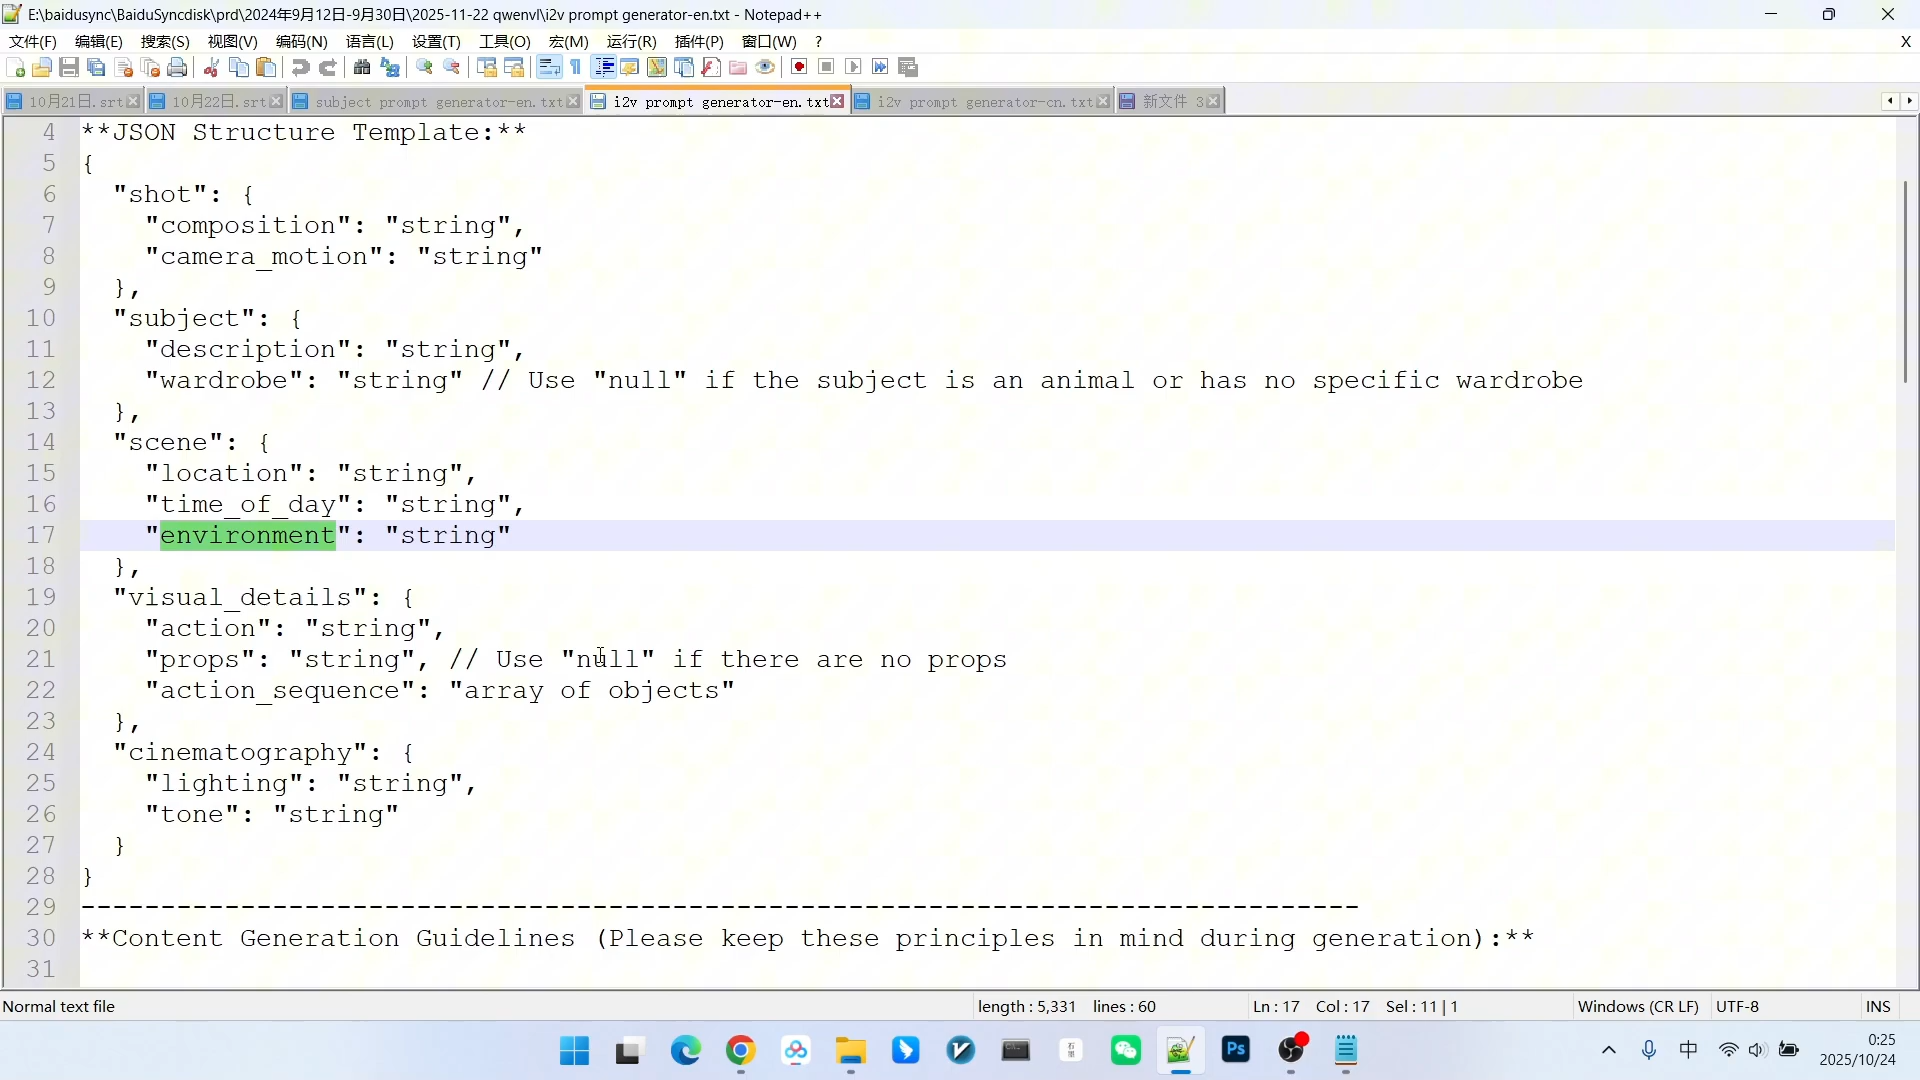 E:\baidusync\BaiduSyncdisk\prd\2024年9月12日-9月30日\2025-11-22 qwenvl\i2v prompt generator-en.txt - Notepad++
文件(F) 编辑(E) 搜索(S) 视图(V) 编码(N) 语言(L) 设置(T) 工具(O) 宏(M) 运行(R) 插件(P) 窗口(W) ? X
10月21日.srt 10月22日.srt subject prompt generator-en.txt i2v prompt generator-en.txt i2v prompt generator-cn.txt 新文件 3
4 **JSON Structure Template:**
5 {
6 "shot": {
7 "composition": "string",
8 "camera_motion": "string"
9 },
10 "subject": {
11 "description": "string",
12 "wardrobe": "string" // Use "null" if the subject is an animal or has no specific wardrobe
13 },
14 "scene": {
15 "location": "string",
16 "time_of_day": "string",
17 "environment": "string"
18 },
19 "visual_details": {
20 "action": "string",
21 "props": "string", // Use "null" if there are no props
22 "action_sequence": "array of objects"
23 },
24 "cinematography": {
25 "lighting": "string",
26 "tone": "string"
27 }
28 }
29 --------------------------------------------------------------------------------
30 **Content Generation Guidelines (Please keep these principles in mind during generation):**
31
Normal text file length : 5,331 lines : 60 Ln : 17 Col : 17 Sel : 11 | 1 Windows (CR LF) UTF-8 INS
Ps 石墨 中 0:25
2025/10/24